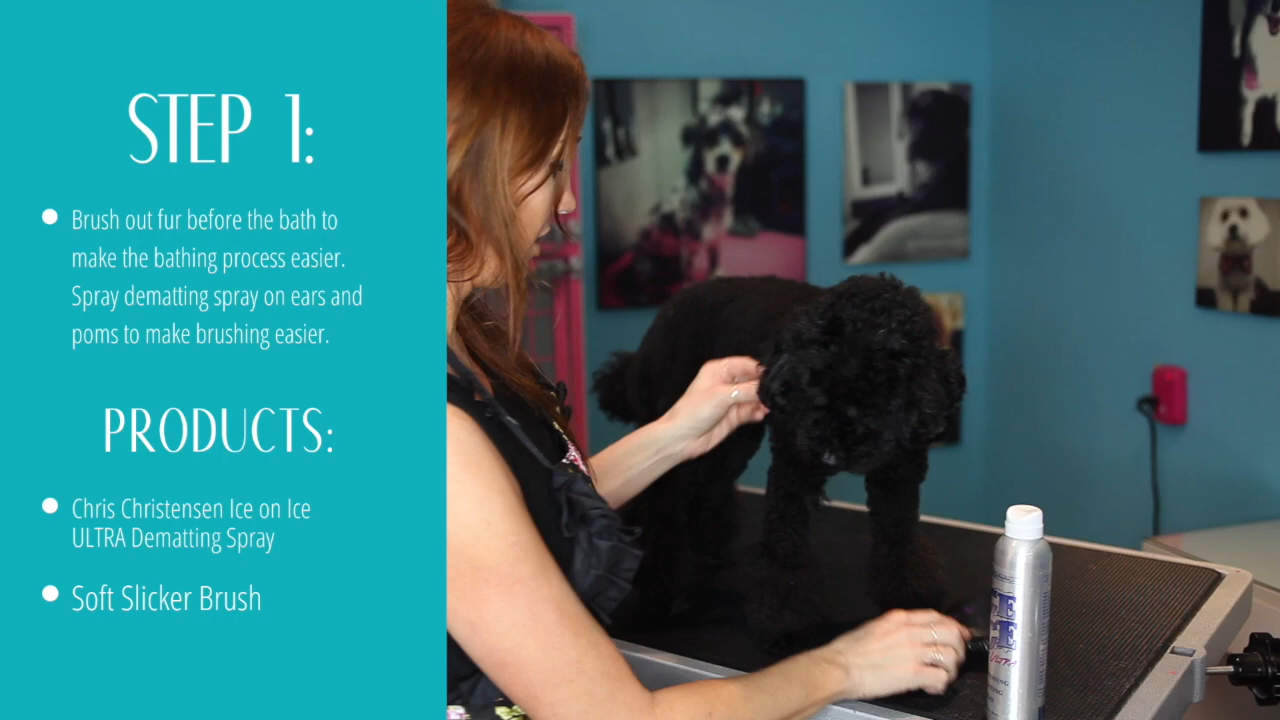 STEP 1:
Brush out fur before the bath to
make the bathing process easier.
Spray dematting spray on ears and
poms to make brushing easier.
PRODUCTS:
Chris Christensen Ice on Ice
ULTRA Dematting Spray
Soft Slicker Brush
ULTRA